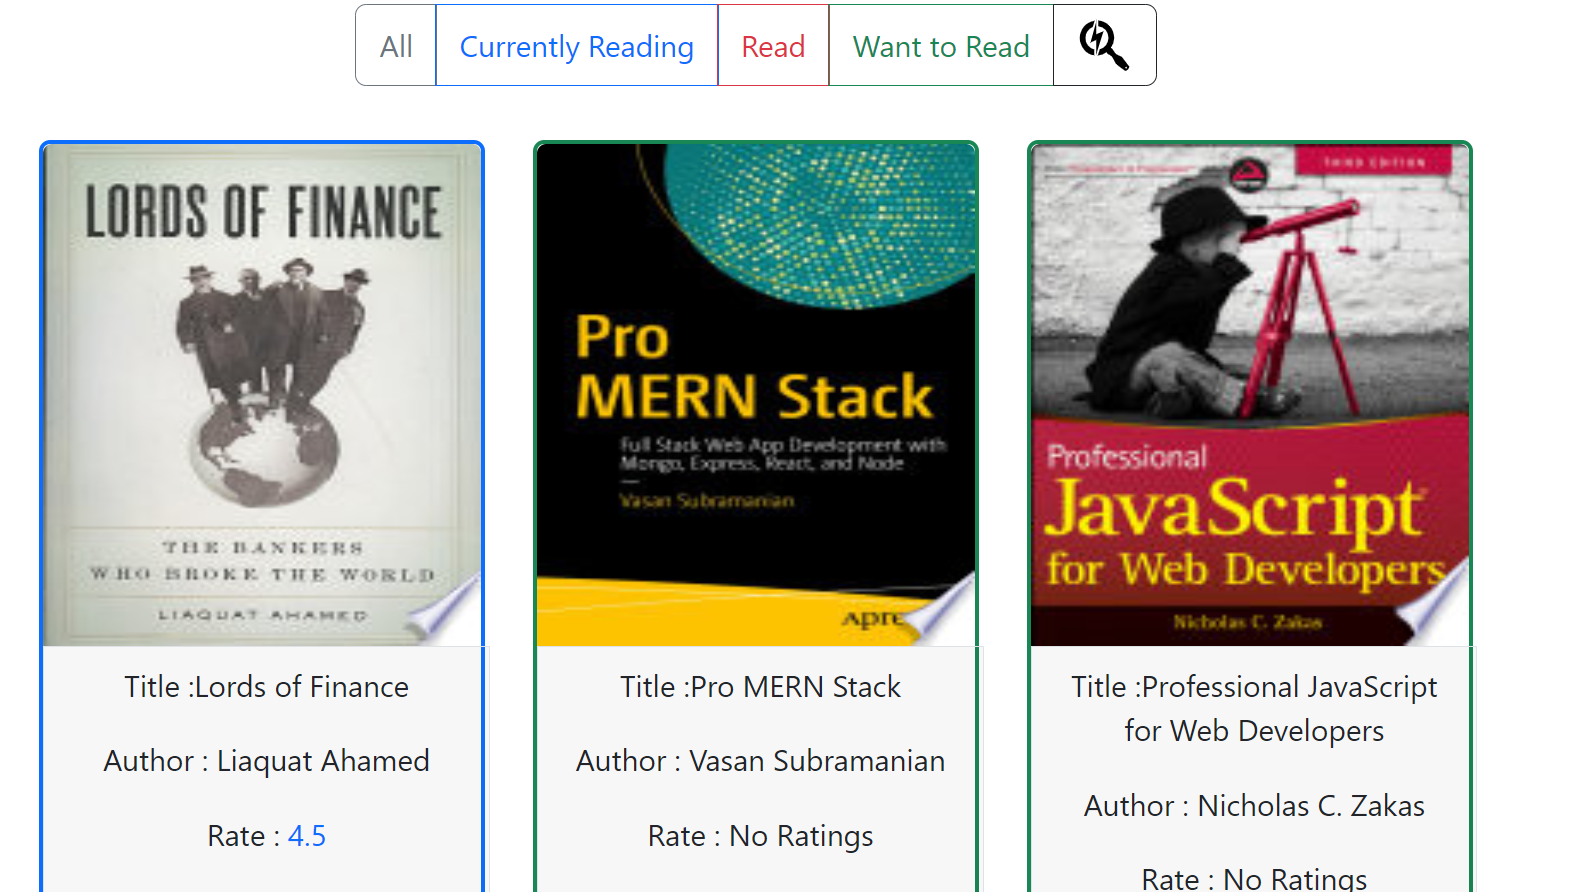 All
Currently Reading
Read
Want to Read
LORDS OF FINANCE
THE BANKERS
WHO BROKE THE WORLD
LIAQUAT AHAMED
Title :Lords of Finance
Author : Liaquat Ahamed
Rate : 4.5
Pro
MERN Stack
Full Stack Web App Development with
Mongo, Express, React, and Node
Vasan Subramanian
Title :Pro MERN Stack
Author : Vasan Subramanian
Rate : No Ratings
THIRD EDITION
Professional
JavaScript
for Web Developers
Nicholas C. Zakas
Title :Professional JavaScript
for Web Developers
Author : Nicholas C. Zakas
Rate : No Ratings